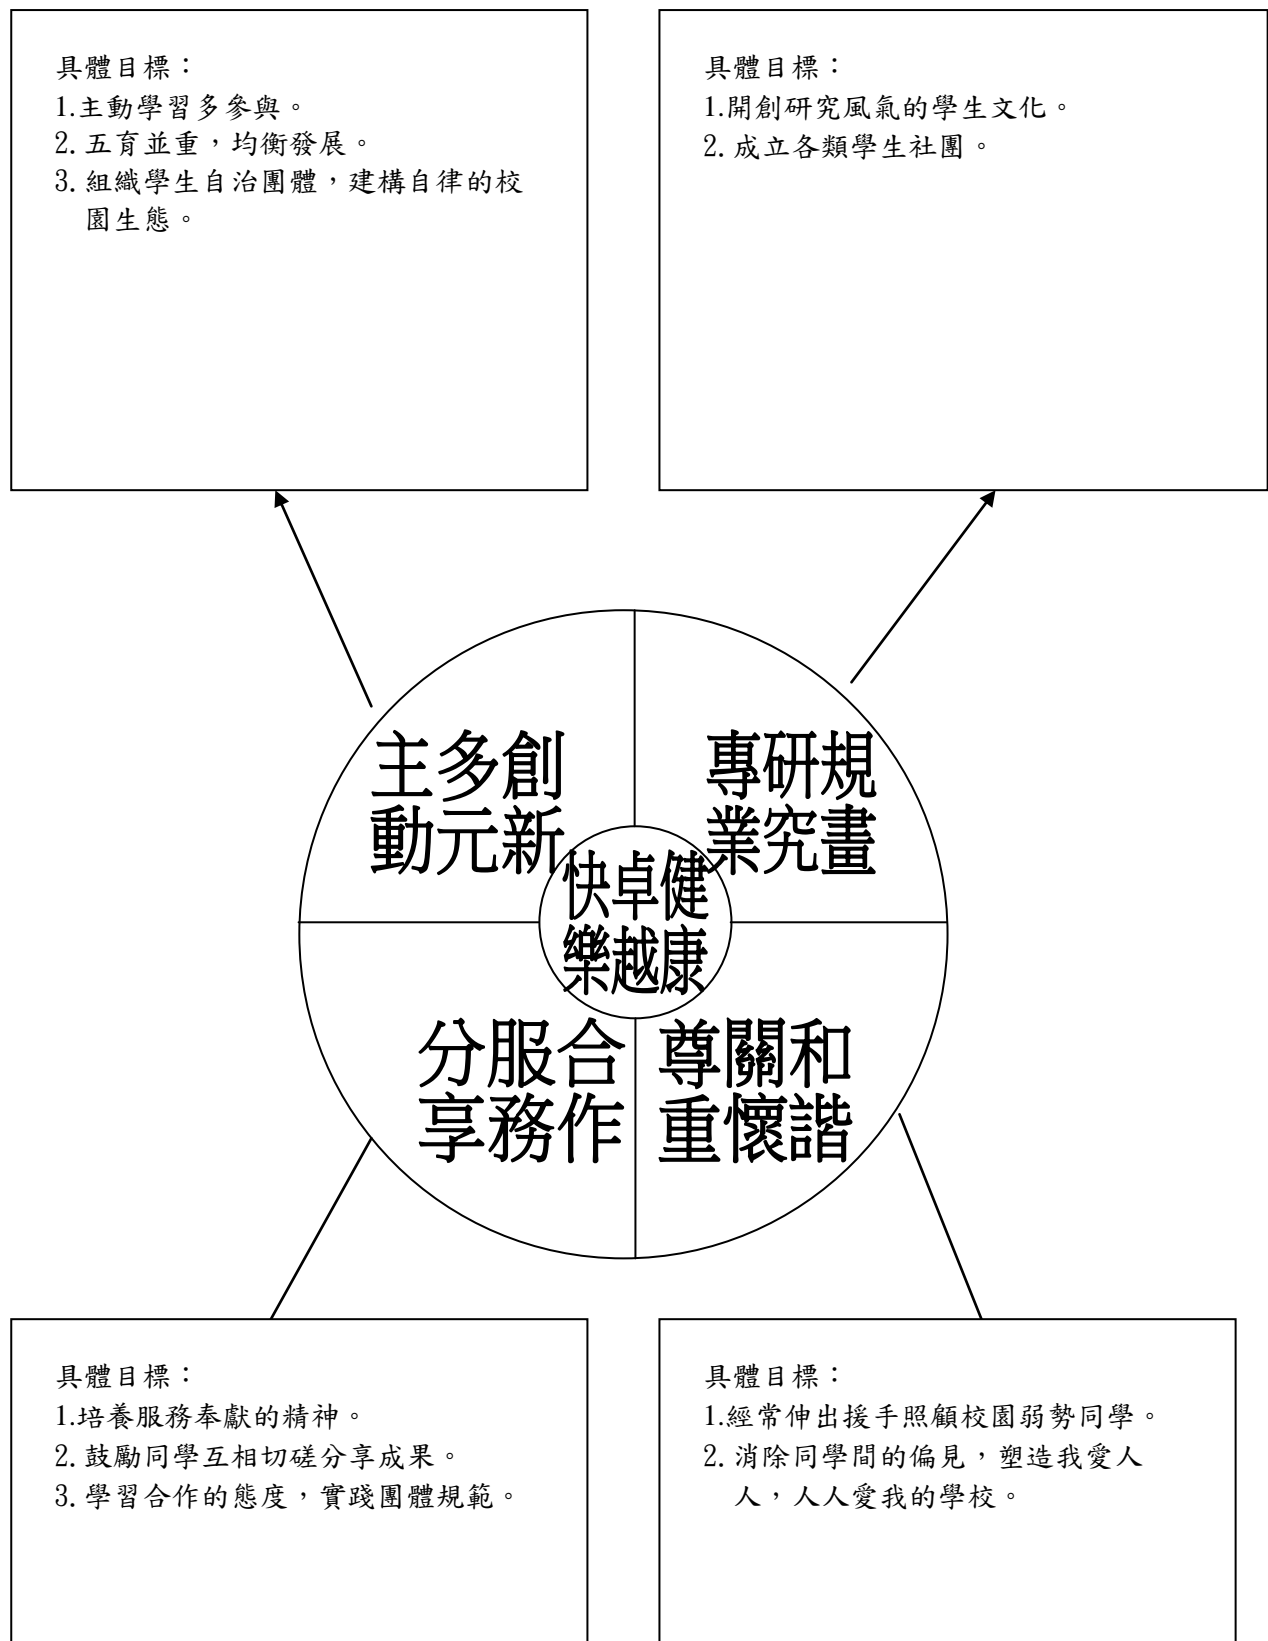 具體目標：
1.主動學習多參與。
2.五育並重，均衡發展。
3.組織學生自治團體，建構自律的校
園生態。
具體目標：
1.開創研究風氣的學生文化。
2.成立各類學生社團。
主多創
動元新
專研規
業究畫
快卓健
樂越康
分服合
享務作
尊關和
重懷諧
具體目標：
1.培養服務奉獻的精神。
2.鼓勵同學互相切磋分享成果。
3.學習合作的態度，實踐團體規範。
具體目標：
1.經常伸出援手照顧校園弱勢同學。
2.消除同學間的偏見，塑造我愛人
人，人人愛我的學校。